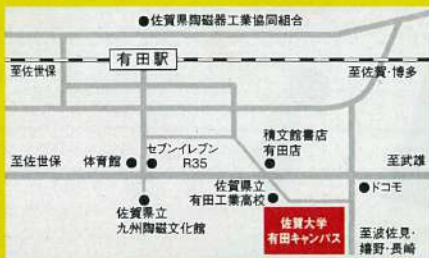 佐賀県陶磁器工業協同組合
有田駅
至佐世保
至佐賀・博多
セブンイレブン
R35
積文館書店
有田店
至佐世保
体育館
至武雄
佐賀県立
有田工業高校
ドコモ
佐賀県立
九州陶磁文化館
佐賀大学
有田キャンパス
至波佐見・
嬉野・長崎